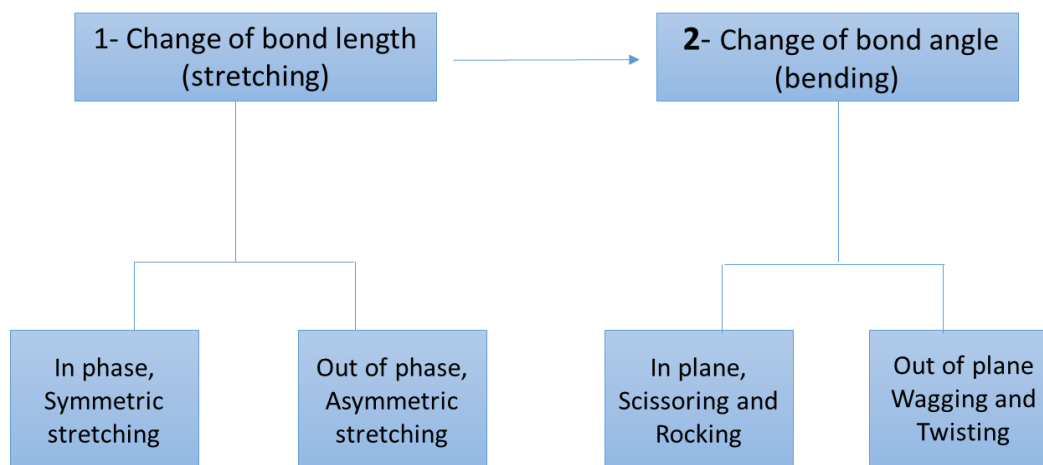 1- Change of bond length
(stretching)
2- Change of bond angle
(bending)
In phase,
Symmetric
stretching
Out of phase,
Asymmetric
stretching
In plane,
Scissoring and
Rocking
Out of plane
Wagging and
Twisting